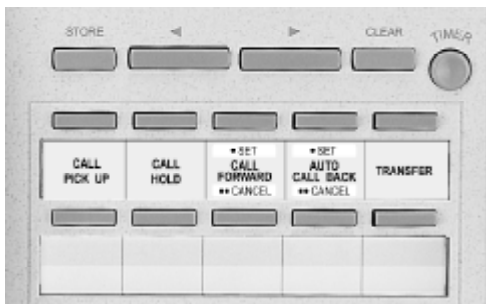 STORE ◄ ► CLEAR TIMER
CALL
PICK UP
CALL
HOLD
*SET
CALL
FORWARD
**CANCEL
*SET
AUTO
CALL BACK
**CANCEL
TRANSFER